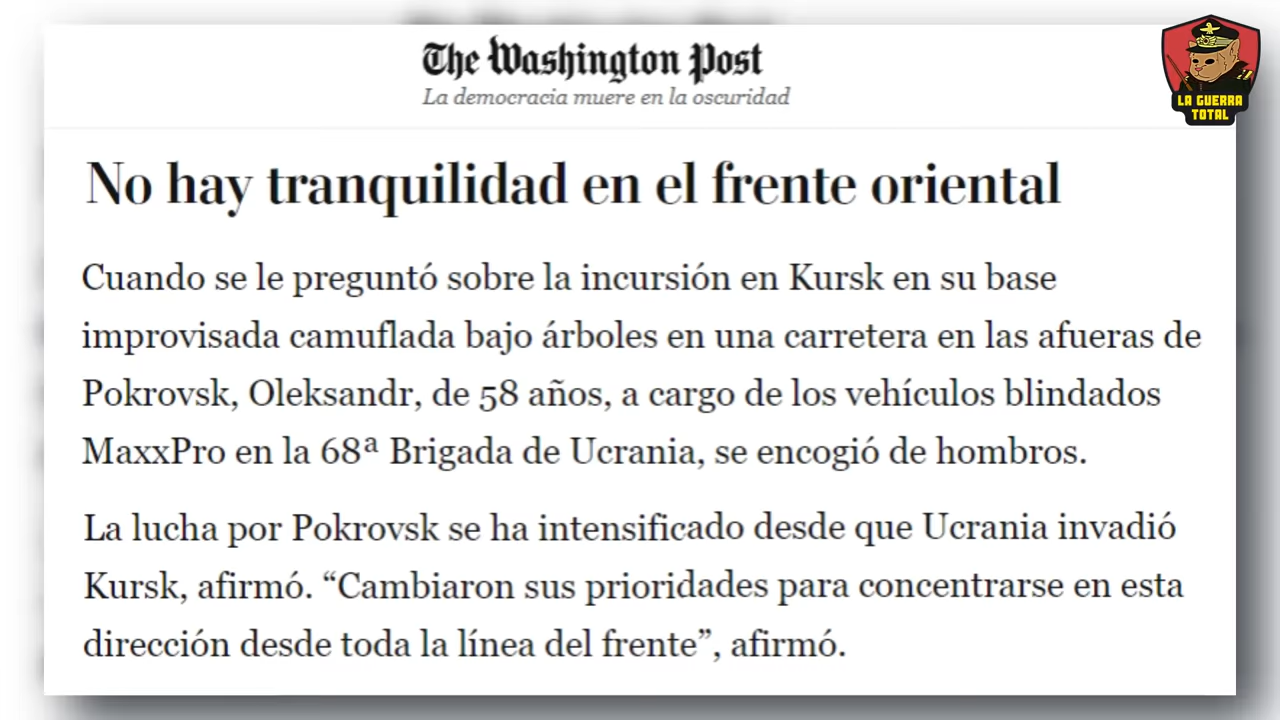 The Washington Post
La democracia muere en la oscuridad
LA GUERRA
TOTAL
No hay tranquilidad en el frente oriental
Cuando se le preguntó sobre la incursión en Kursk en su base
improvisada camuflada bajo árboles en una carretera en las afueras de
Pokrovsk, Oleksandr, de 58 años, a cargo de los vehículos blindados
MaxxPro en la 68ª Brigada de Ucrania, se encogió de hombros.
La lucha por Pokrovsk se ha intensificado desde que Ucrania invadió
Kursk, afirmó. “Cambiaron sus prioridades para concentrarse en esta
dirección desde toda la línea del frente”, afirmó.